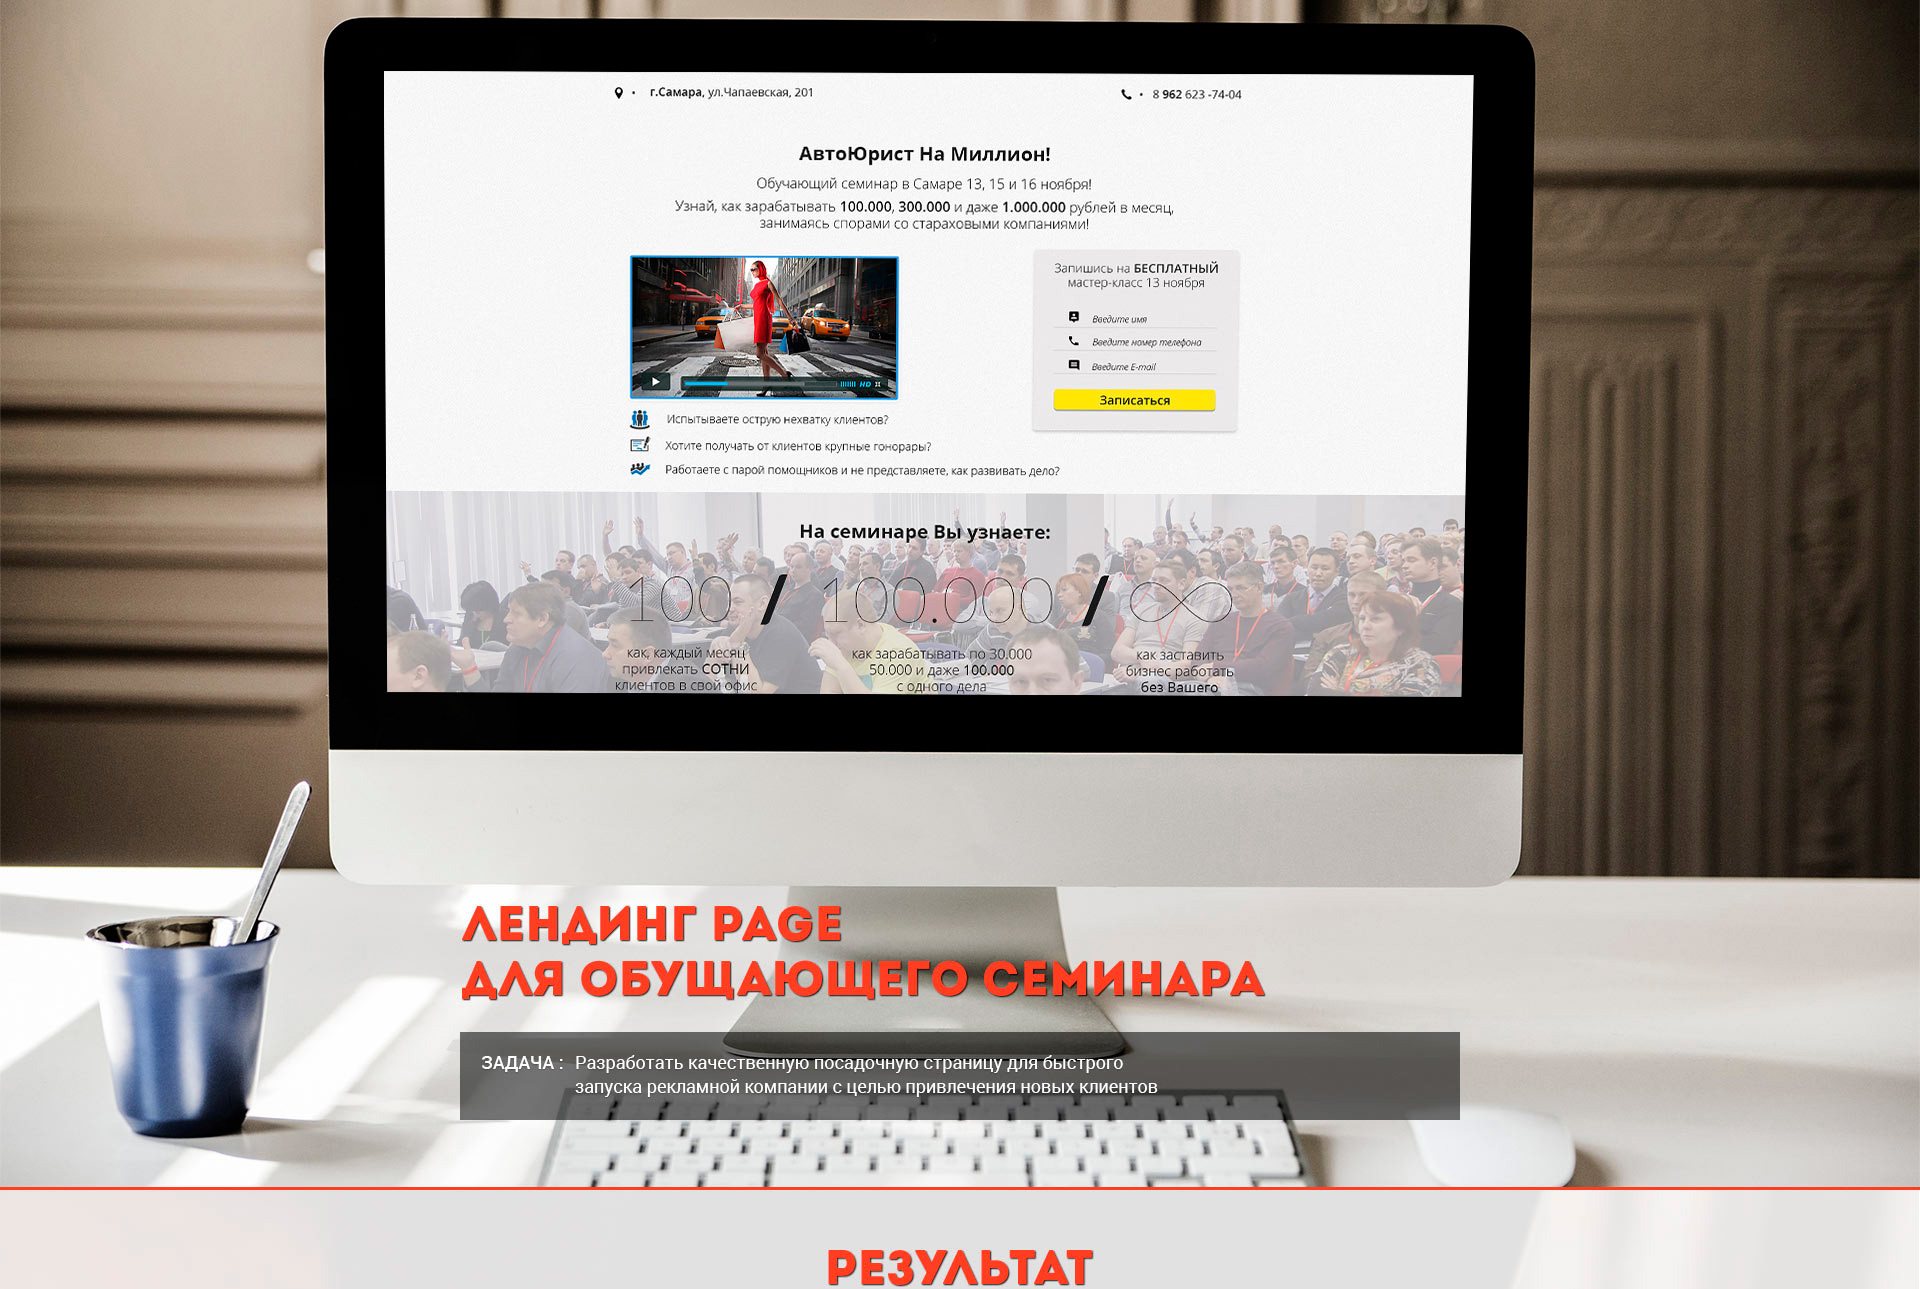 г.Самара, ул.Чапаевская, 201
8 962 623 -74-04
АвтоЮрист На Миллион!
Обучающий семинар в Самаре 13, 15 и 16 ноября!
Узнай, как зарабатывать 100.000, 300.000 и даже 1.000.000 рублей в месяц,
занимаясь спорами со стараховыми компаниями!
HD
Запишись на БЕСПЛАТНЫЙ
мастер-класс 13 ноября
Введите имя
Введите номер телефона
Введите E-mail
Записаться
Испытываете острую нехватку клиентов?
Хотите получать от клиентов крупные гонорары?
Работаете с парой помощников и не представляете, как развивать дело?
На семинаре Вы узнаете:
100 / 100.000 / ∞
как, каждый месяц
привлекать СОТНИ
клиентов в свой офис
как зарабатывать по 30.000
50.000 и даже 100.000
с одного дела
как заставить
бизнес работать
без Вашего
ЛЕНДИНГ PAGE
ДЛЯ ОБУЩАЮЩЕГО СЕМИНАРА
ЗАДАЧА : Разработать качественную посадочную страницу для быстрого
запуска рекламной компании с целью привлечения новых клиентов
РЕЗУЛЬТАТ